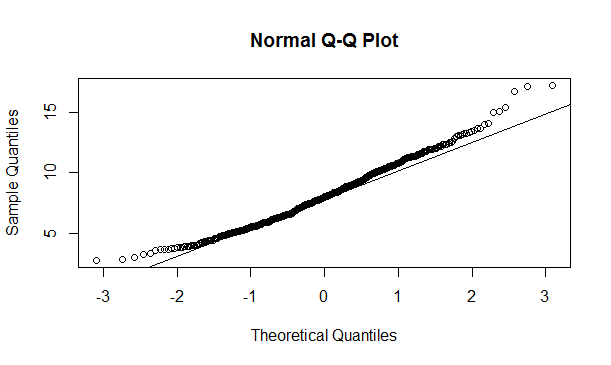 Normal Q-Q Plot
Sample Quantiles
15
10
5
-3 -2 -1 0 1 2 3
Theoretical Quantiles